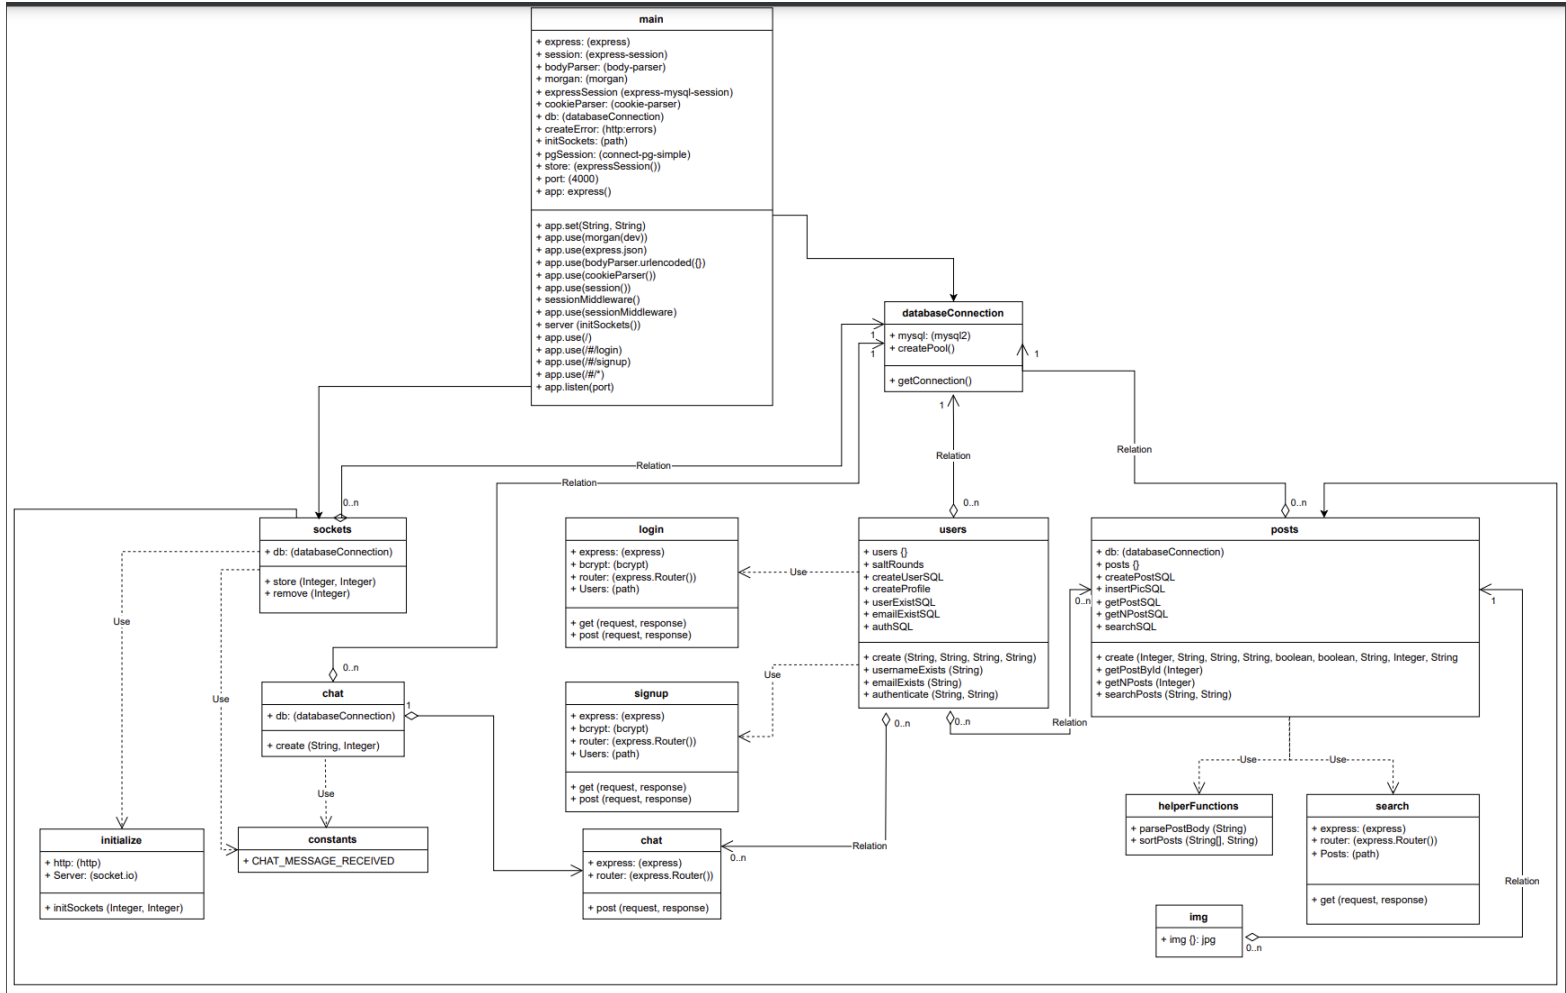 main
+ express: (express)
+ session: (express-session)
+ bodyParser: (body-parser)
+ morgan: (morgan)
+ expressSession (express-mysql-session)
+ cookieParser: (cookie-parser)
+ db: (databaseConnection)
+ createError: (http:errors)
+ initSockets: (path)
+ pgSession: (connect-pg-simple)
+ store: (expressSession())
+ port: (4000)
+ app: express()
+ app.set(String, String)
+ app.use(morgan(dev))
+ app.use(express.json)
+ app.use(bodyParser.urlencoded({})
+ app.use(cookieParser())
+ app.use(session())
+ sessionMiddleware()
+ app.use(sessionMiddleware)
+ server (initSockets())
+ app.use(/)
+ app.use(/#/login)
+ app.use(/#/signup)
+ app.use(/#/*)
+ app.listen(port)
databaseConnection
+ mysql: (mysql2)
+ createPool()
+ getConnection()
1
1
1
1
Relation
Relation
Relation
Relation
0..n
0..n
0..n
0..n
sockets
+ db: (databaseConnection)
+ store (Integer, Integer)
+ remove (Integer)
login
+ express: (express)
+ bcrypt: (bcrypt)
+ router: (express.Router())
+ Users: (path)
+ get (request, response)
+ post (request, response)
Use
users
+ users {}
+ saltRounds
+ createUserSQL
+ createProfile
+ userExistSQL
+ emailExistSQL
+ authSQL
+ create (String, String, String, String)
+ usernameExists (String)
+ emailExists (String)
+ authenticate (String, String)
posts
+ db: (databaseConnection)
+ posts {}
+ createPostSQL
+ insertPicSQL
+ getPostSQL
+ getNPostSQL
+ searchSQL
+ create (Integer, String, String, String, boolean, boolean, String, Integer, String
+ getPostById (Integer)
+ getNPosts (Integer)
+ searchPosts (String, String)
0..n
1
Use
Use
Use
chat
+ db: (databaseConnection)
+ create (String, Integer)
1
signup
+ express: (express)
+ bcrypt: (bcrypt)
+ router: (express.Router())
+ Users: (path)
+ get (request, response)
+ post (request, response)
0..n
0..n
Relation
Use
Use
Use
initialize
+ http: (http)
+ Server: (socket.io)
+ initSockets (Integer, Integer)
constants
+ CHAT_MESSAGE_RECEIVED
chat
+ express: (express)
+ router: (express.Router())
+ post (request, response)
0..n
Relation
helperFunctions
+ parsePostBody (String)
+ sortPosts (String[], String)
search
+ express: (express)
+ router: (express.Router())
+ Posts: (path)
+ get (request, response)
Relation
img
+ img {}: jpg
0..n